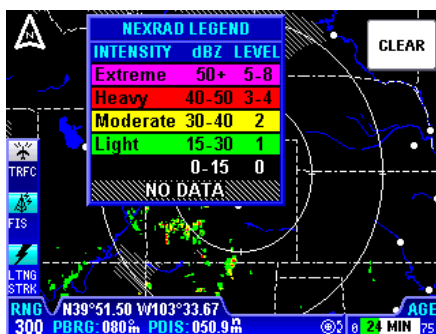 N
NEXRAD LEGEND
INTENSITY dBZ LEVEL
Extreme 50+ 5-8
Heavy 40-50 3-4
Moderate 30-40 2
Light 15-30 1
0-15 0
NO DATA
CLEAR
TRFC
FIS
LTNG
STRK
RNG N39°51.50 W103°33.67 AGE
300 PBRG:080°m PDIS:050.9nm 0 24 MIN 75